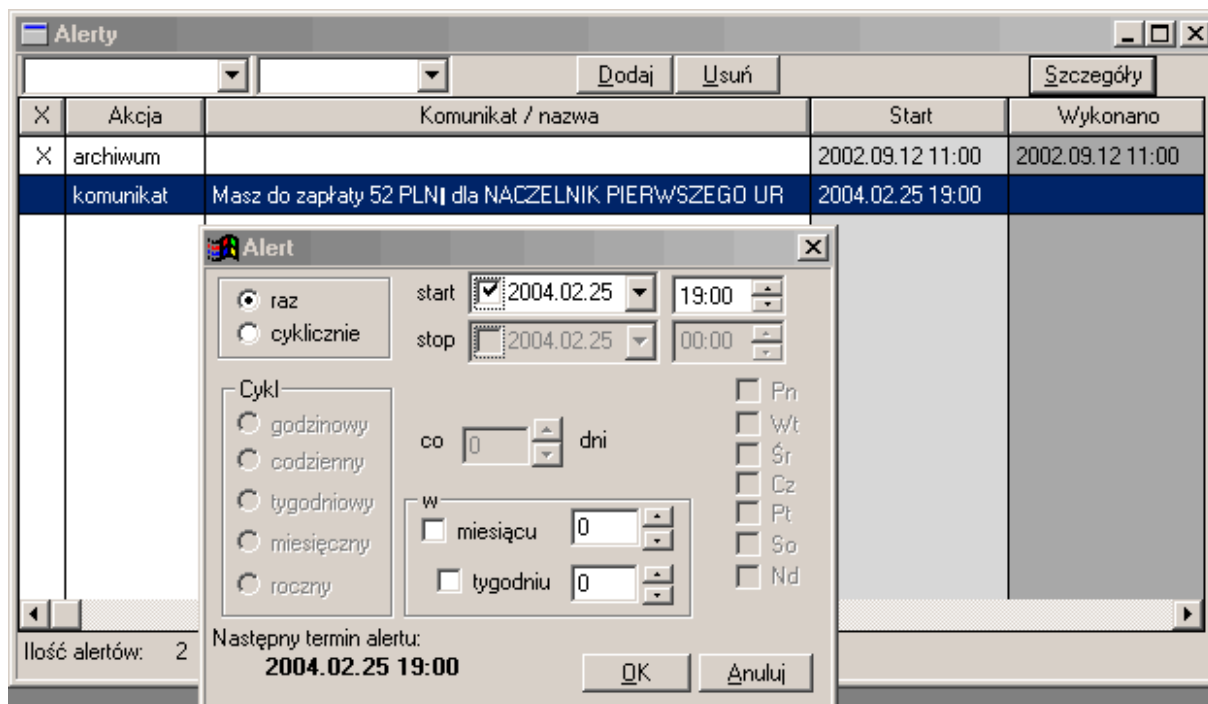 Alerty
Dodaj Usuń Szczegóły
X Akcja Komunikat / nazwa Start Wykonano
X archiwum 2002.09.12 11:00 2002.09.12 11:00
komunikat Masz do zapłaty 52 PLN dla NACZELNIK PIERWSZEGO UR 2004.02.25 19:00
Alert
raz start 2004.02.25 19:00
cyklicznie stop 2004.02.25 00:00
Cykl
godzinowy
codzienny
tygodniowy
miesięczny
roczny
co 0 dni
w
miesiącu 0
tygodniu 0
Pn
Wt
Śr
Cz
Pt
So
Nd
Następny termin alertu:
2004.02.25 19:00
OK Anuluj
Ilość alertów: 2